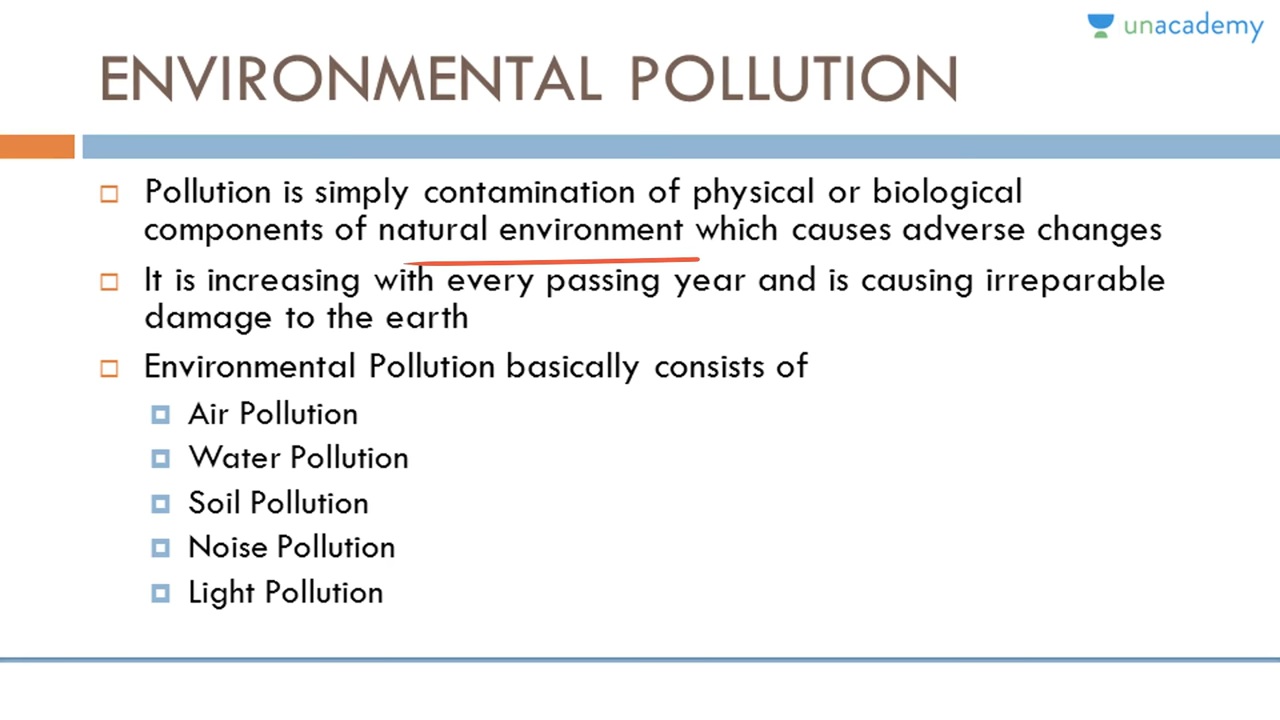 unacademy
ENVIRONMENTAL POLLUTION
Pollution is simply contamination of physical or biological
components of natural environment which causes adverse changes
It is increasing with every passing year and is causing irreparable
damage to the earth
Environmental Pollution basically consists of
Air Pollution
Water Pollution
Soil Pollution
Noise Pollution
Light Pollution